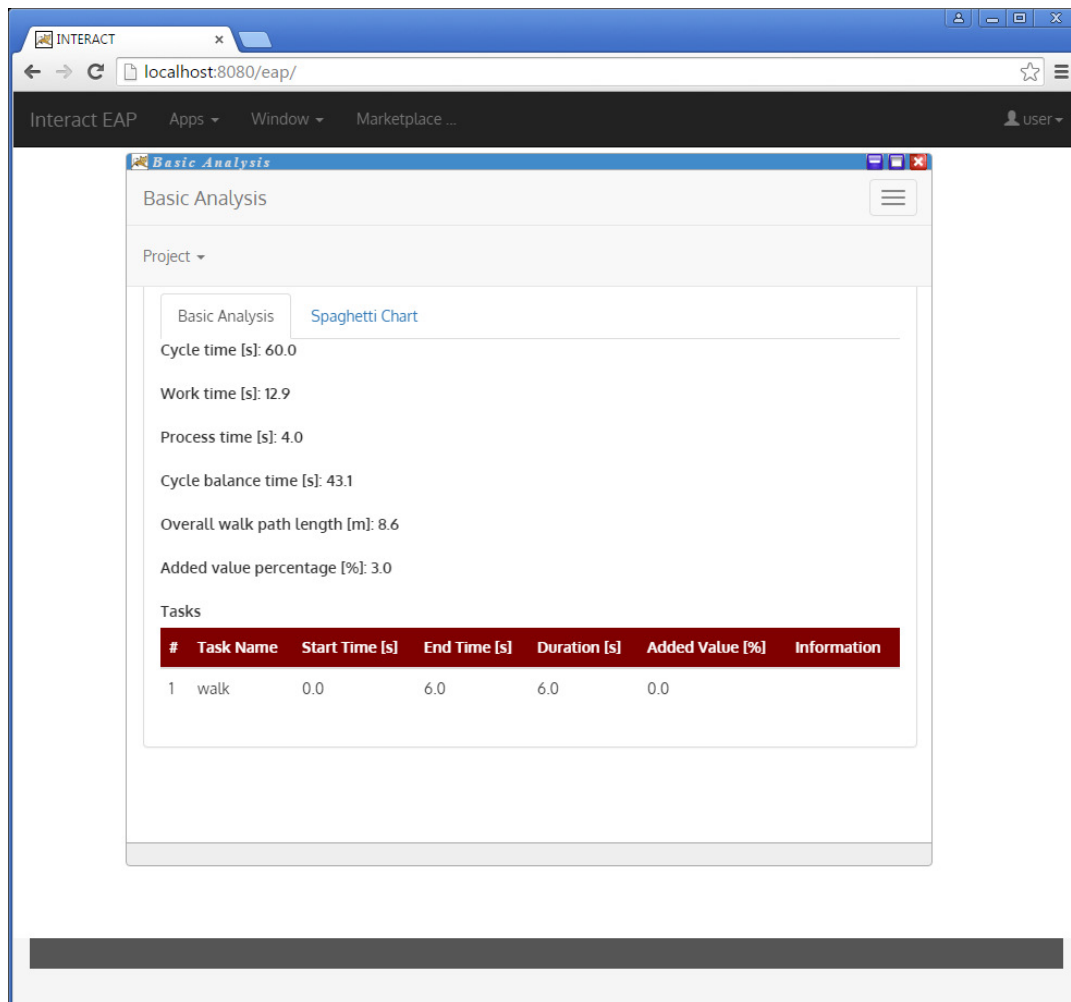 INTERACT
localhost:8080/eap/
Interact EAP Apps Window Marketplace ... user
Basic Analysis
Basic Analysis
Project
Basic Analysis Spaghetti Chart
Cycle time [s]: 60.0
Work time [s]: 12.9
Process time [s]: 4.0
Cycle balance time [s]: 43.1
Overall walk path length [m]: 8.6
Added value percentage [%]: 3.0
Tasks
# Task Name Start Time [s] End Time [s] Duration [s] Added Value [%] Information
1 walk 0.0 6.0 6.0 0.0